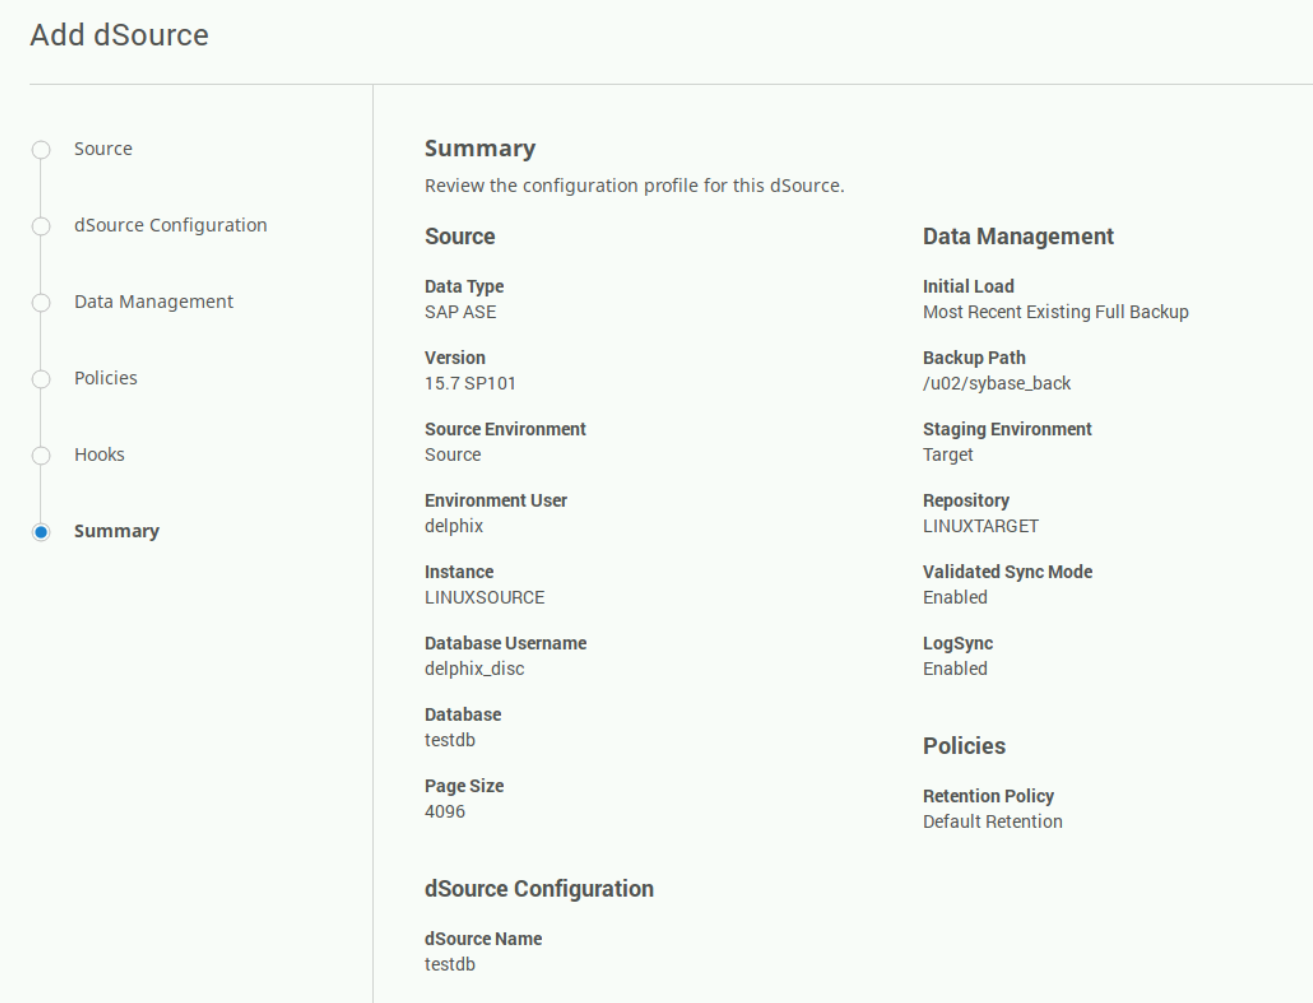 Add dSource
Source
dSource Configuration
Data Management
Policies
Hooks
Summary
Summary
Review the configuration profile for this dSource.
Source
Data Type
SAP ASE
Version
15.7 SP101
Source Environment
Source
Environment User
delphix
Instance
LINUXSOURCE
Database Username
delphix_disc
Database
testdb
Page Size
4096
dSource Configuration
dSource Name
testdb
Data Management
Initial Load
Most Recent Existing Full Backup
Backup Path
/u02/sybase_back
Staging Environment
Target
Repository
LINUXTARGET
Validated Sync Mode
Enabled
LogSync
Enabled
Policies
Retention Policy
Default Retention